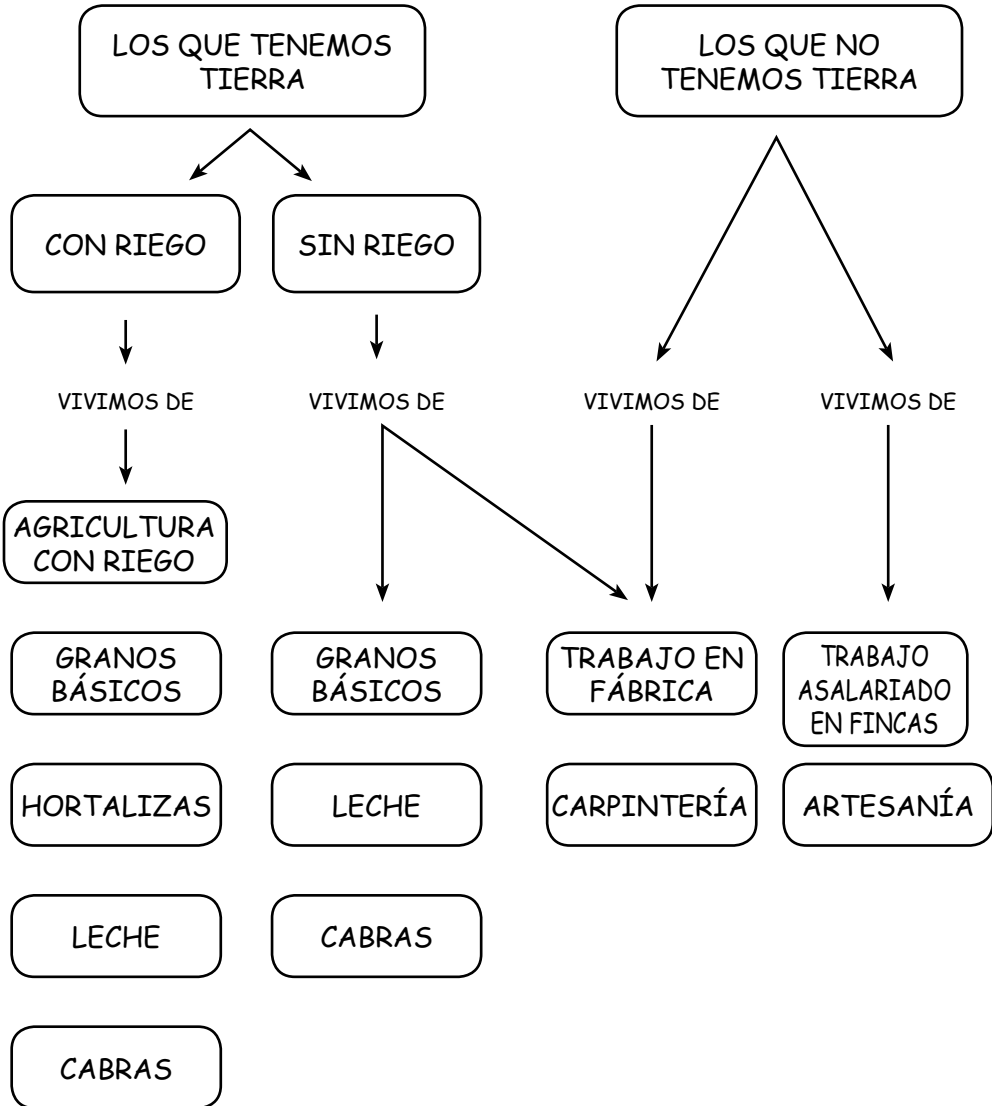 LOS QUE TENEMOS
TIERRA
LOS QUE NO
TENEMOS TIERRA
CON RIEGO
SIN RIEGO
VIVIMOS DE
VIVIMOS DE
VIVIMOS DE
VIVIMOS DE
AGRICULTURA
CON RIEGO
GRANOS
BÁSICOS
GRANOS
BÁSICOS
TRABAJO EN
FÁBRICA
TRABAJO
ASALARIADO
EN FINCAS
HORTALIZAS
LECHE
CARPINTERÍA
ARTESANÍA
LECHE
CABRAS
CABRAS